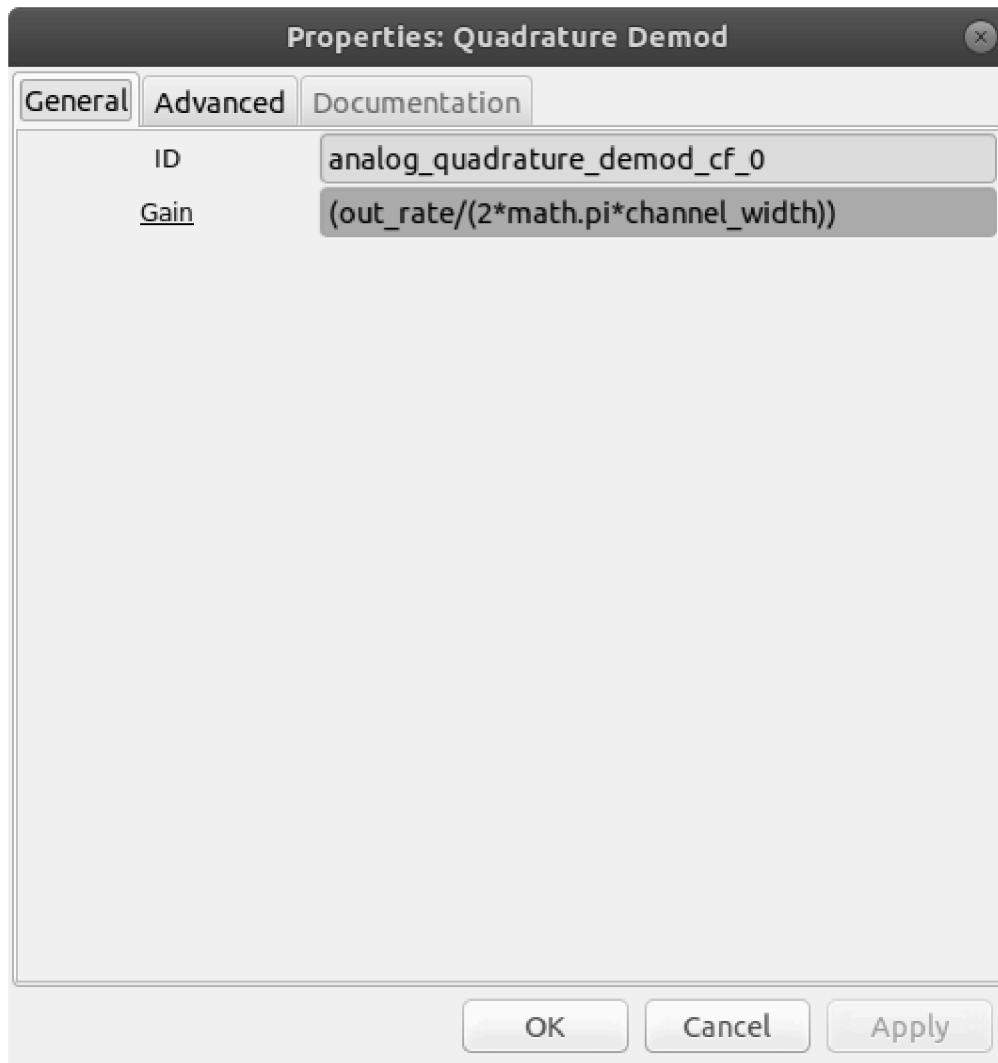 Properties: Quadrature Demod
General Advanced Documentation
ID analog_quadrature_demod_cf_0
Gain (out_rate/(2*math.pi*channel_width))
OK Cancel Apply